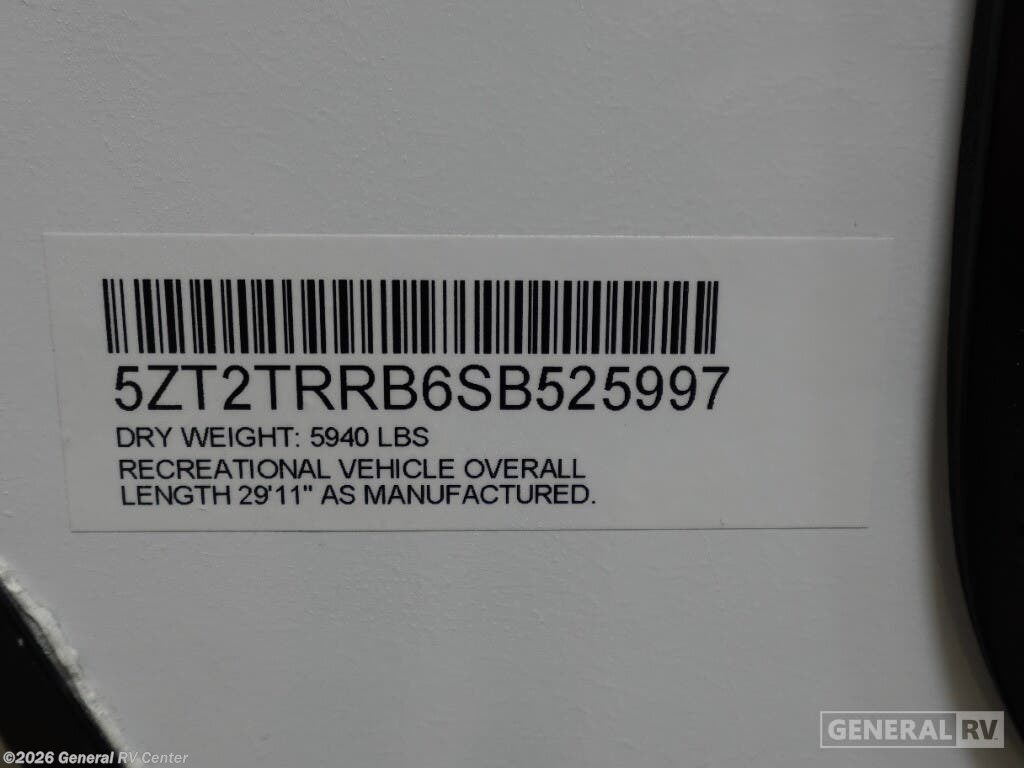 5ZT2TRRB6SB525997
DRY WEIGHT: 5940 LBS
RECREATIONAL VEHICLE OVERALL
LENGTH 29'11" AS MANUFACTURED.
GENERAL RV
©2026 General RV Center